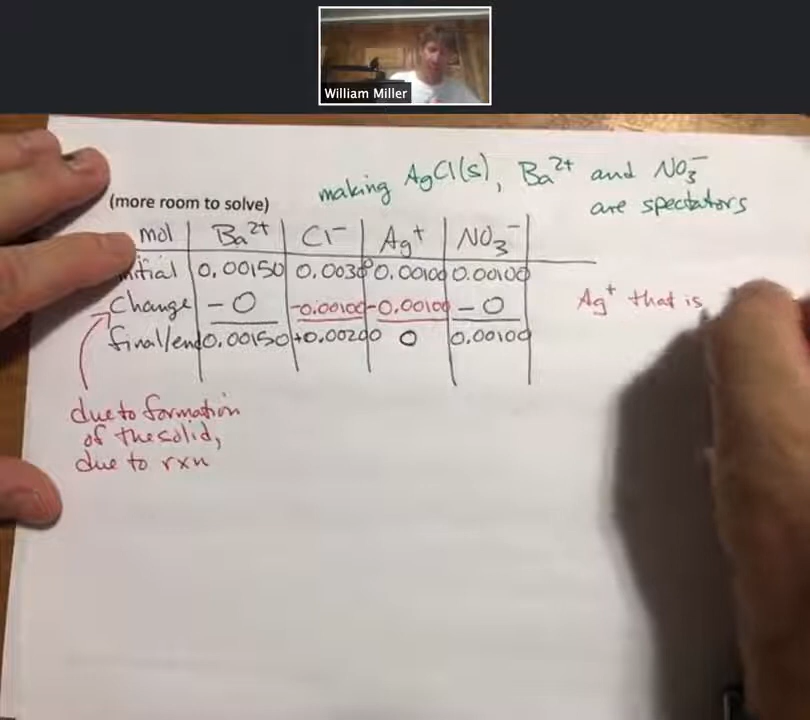 William Miller
making AgCl(s), Ba²⁺ and NO₃⁻
are spectators
(more room to solve)
mol Ba²⁺ Cl⁻ Ag⁺ NO₃⁻
initial 0.00150 0.00300 0.00100 0.00100
Change - 0 -0.00100 -0.00100 - 0
final/end 0.00150 +0.00200 0 0.00100
Ag⁺ that is
due to formation
of the solid,
due to rxn